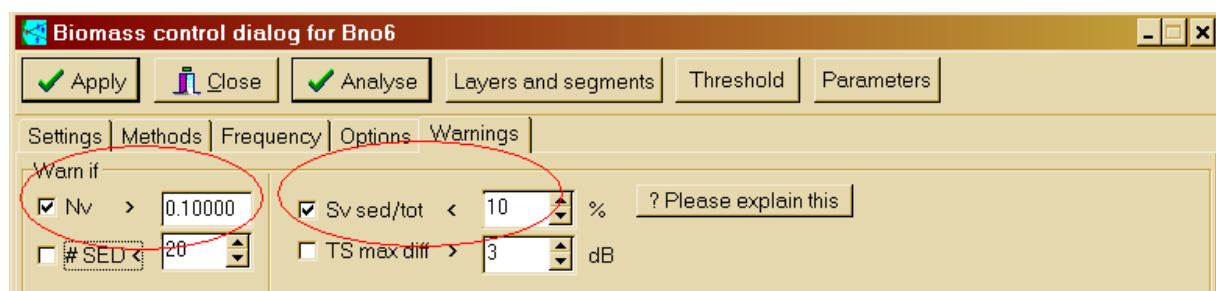 Biomass control dialog for Bno6
Apply Close Analyse Layers and segments Threshold Parameters
Settings Methods Frequency Options Warnings
Warn if
Nv > 0.10000 Sv sed/tot < 10 % ? Please explain this
# SED < 20 TS max diff > 3 dB